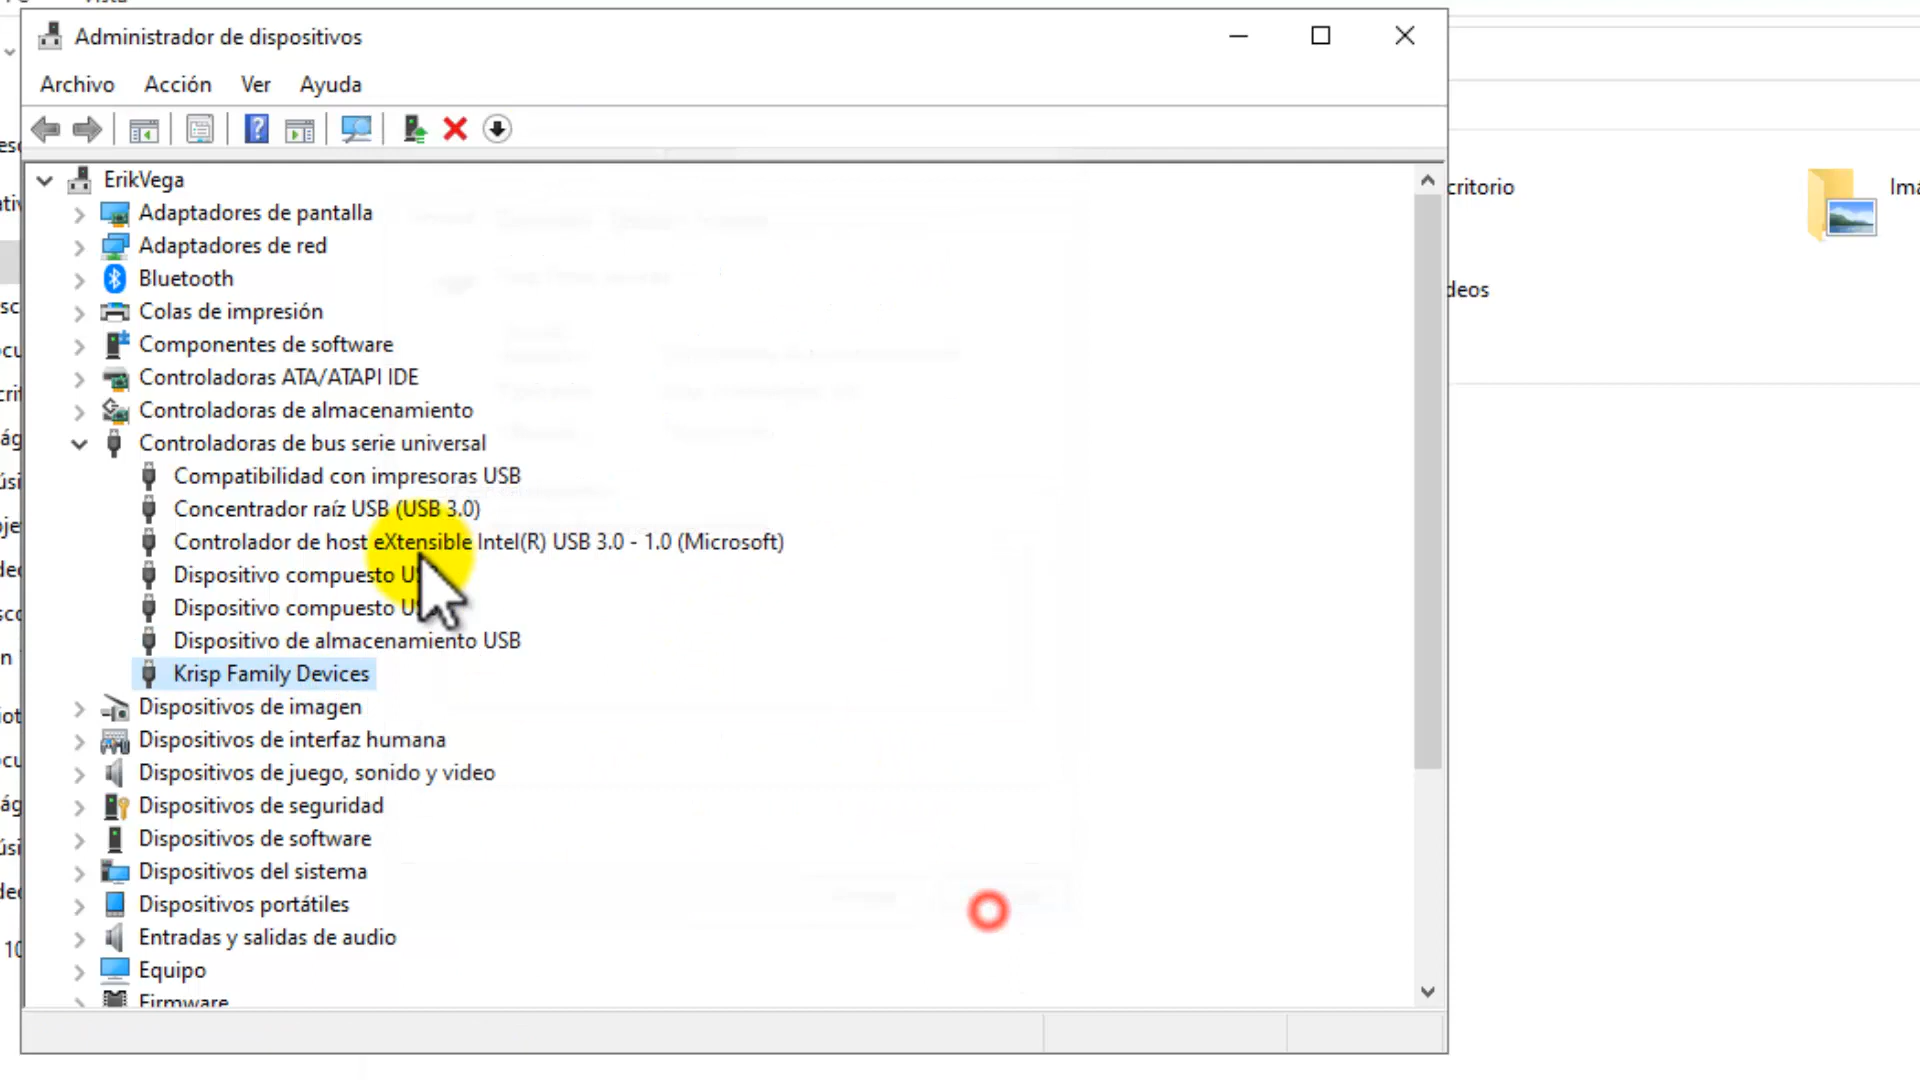 Vista
Administrador de dispositivos
Archivo Acción Ver Ayuda
ErikVega
Adaptadores de pantalla
Adaptadores de red
Bluetooth
Colas de impresión
Componentes de software
Controladoras ATA/ATAPI IDE
Controladoras de almacenamiento
Controladoras de bus serie universal
Compatibilidad con impresoras USB
Concentrador raíz USB (USB 3.0)
Controlador de host eXtensible Intel(R) USB 3.0 - 1.0 (Microsoft)
Dispositivo compuesto U
Dispositivo compuesto U
Dispositivo de almacenamiento USB
Krisp Family Devices
Dispositivos de imagen
Dispositivos de interfaz humana
Dispositivos de juego, sonido y video
Dispositivos de seguridad
Dispositivos de software
Dispositivos del sistema
Dispositivos portátiles
Entradas y salidas de audio
Equipo
Firmware
critorio
Imá
deos
10